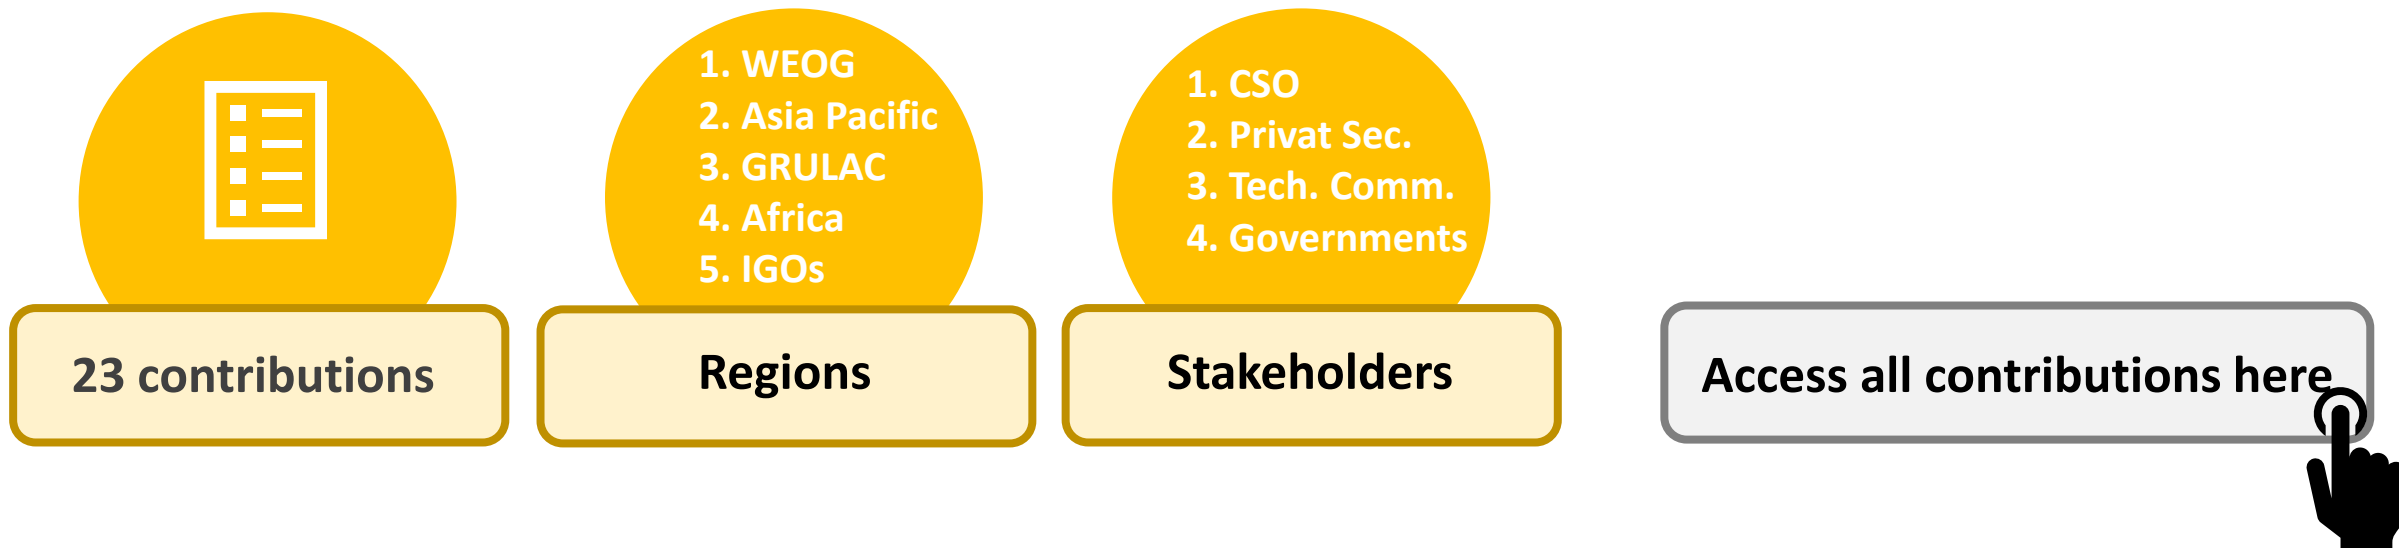 1. WEOG
2. Asia Pacific
3. GRULAC
4. Africa
5. IGOs
1. CSO
2. Privat Sec.
3. Tech. Comm.
4. Governments
23 contributions
Regions
Stakeholders
Access all contributions here